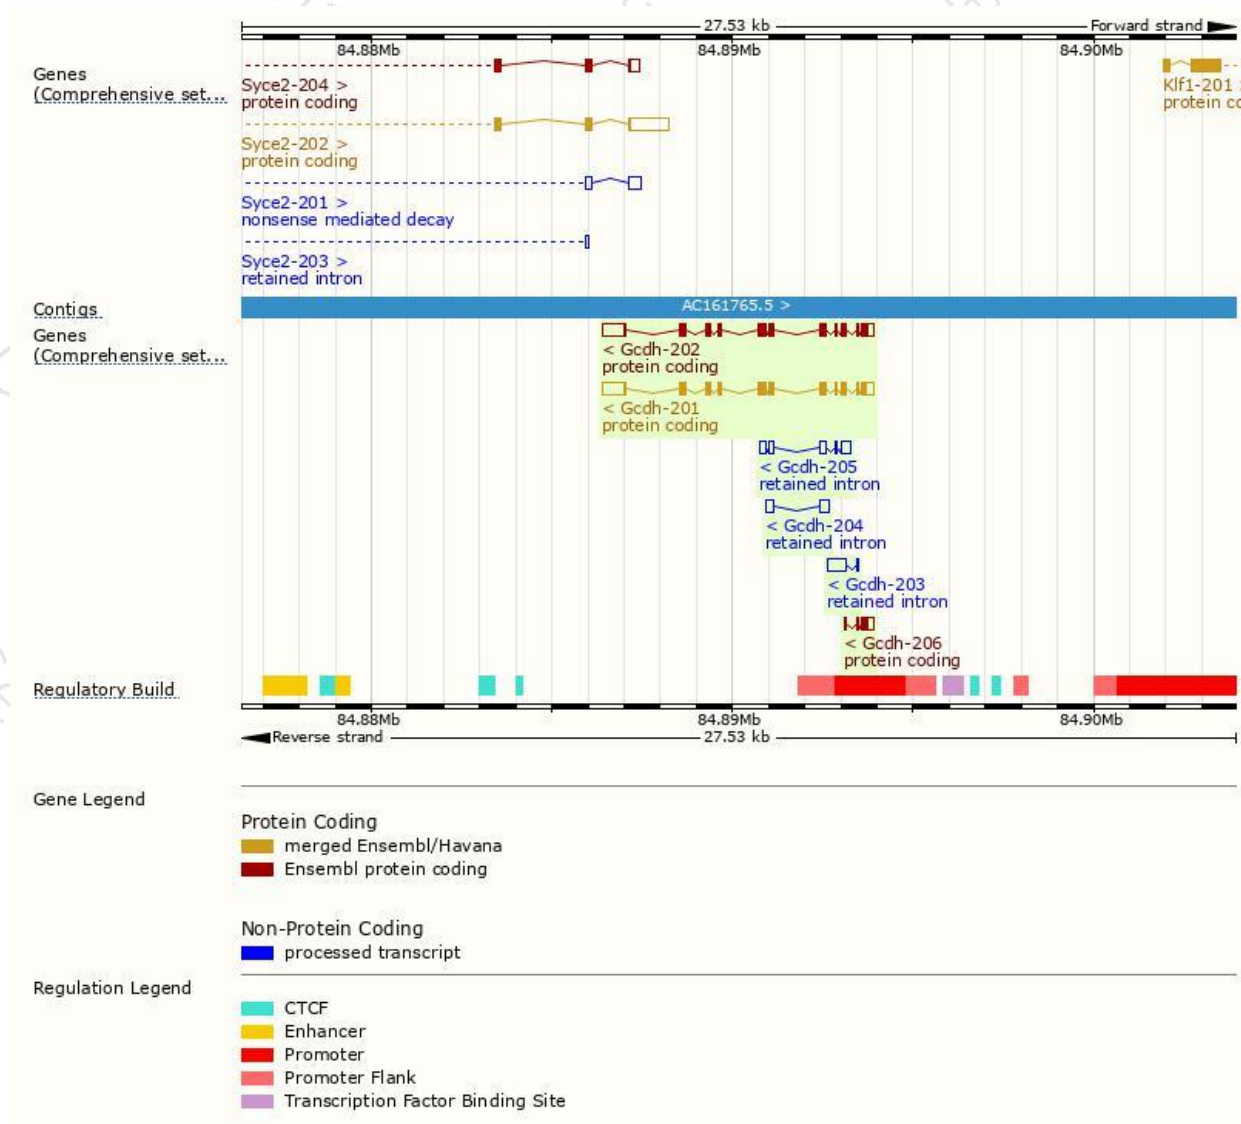 27.53 kb
Forward strand
84.88Mb
84.89Mb
84.90Mb
Genes
(Comprehensive set...
Syce2-204 >
protein coding
Klf1-201
protein co
Syce2-202 >
protein coding
Syce2-201 >
nonsense mediated decay
Syce2-203 >
retained intron
Contigs
AC161765.5 >
Genes
(Comprehensive set...
< Gcdh-202
protein coding
< Gcdh-201
protein coding
< Gcdh-205
retained intron
< Gcdh-204
retained intron
< Gcdh-203
retained intron
< Gcdh-206
protein coding
Regulatory Build
84.88Mb
84.89Mb
84.90Mb
Reverse strand
27.53 kb
Gene Legend
Protein Coding
merged Ensembl/Havana
Ensembl protein coding
Non-Protein Coding
processed transcript
Regulation Legend
CTCF
Enhancer
Promoter
Promoter Flank
Transcription Factor Binding Site